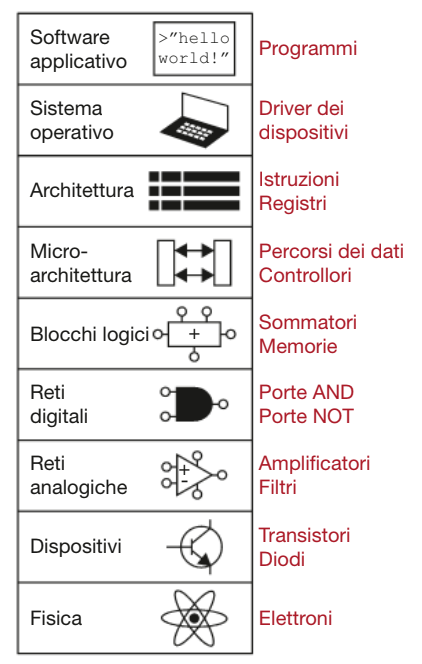 Software
applicativo
>"hello
world!"
Programmi
Sistema
operativo
Driver dei
dispositivi
Architettura
Istruzioni
Registri
Micro-
architettura
Percorsi dei dati
Controllori
Blocchi logici
+
Sommatori
Memorie
Reti
digitali
Porte AND
Porte NOT
Reti
analogiche
+
-
Amplificatori
Filtri
Dispositivi
Transistori
Diodi
Fisica
Elettroni